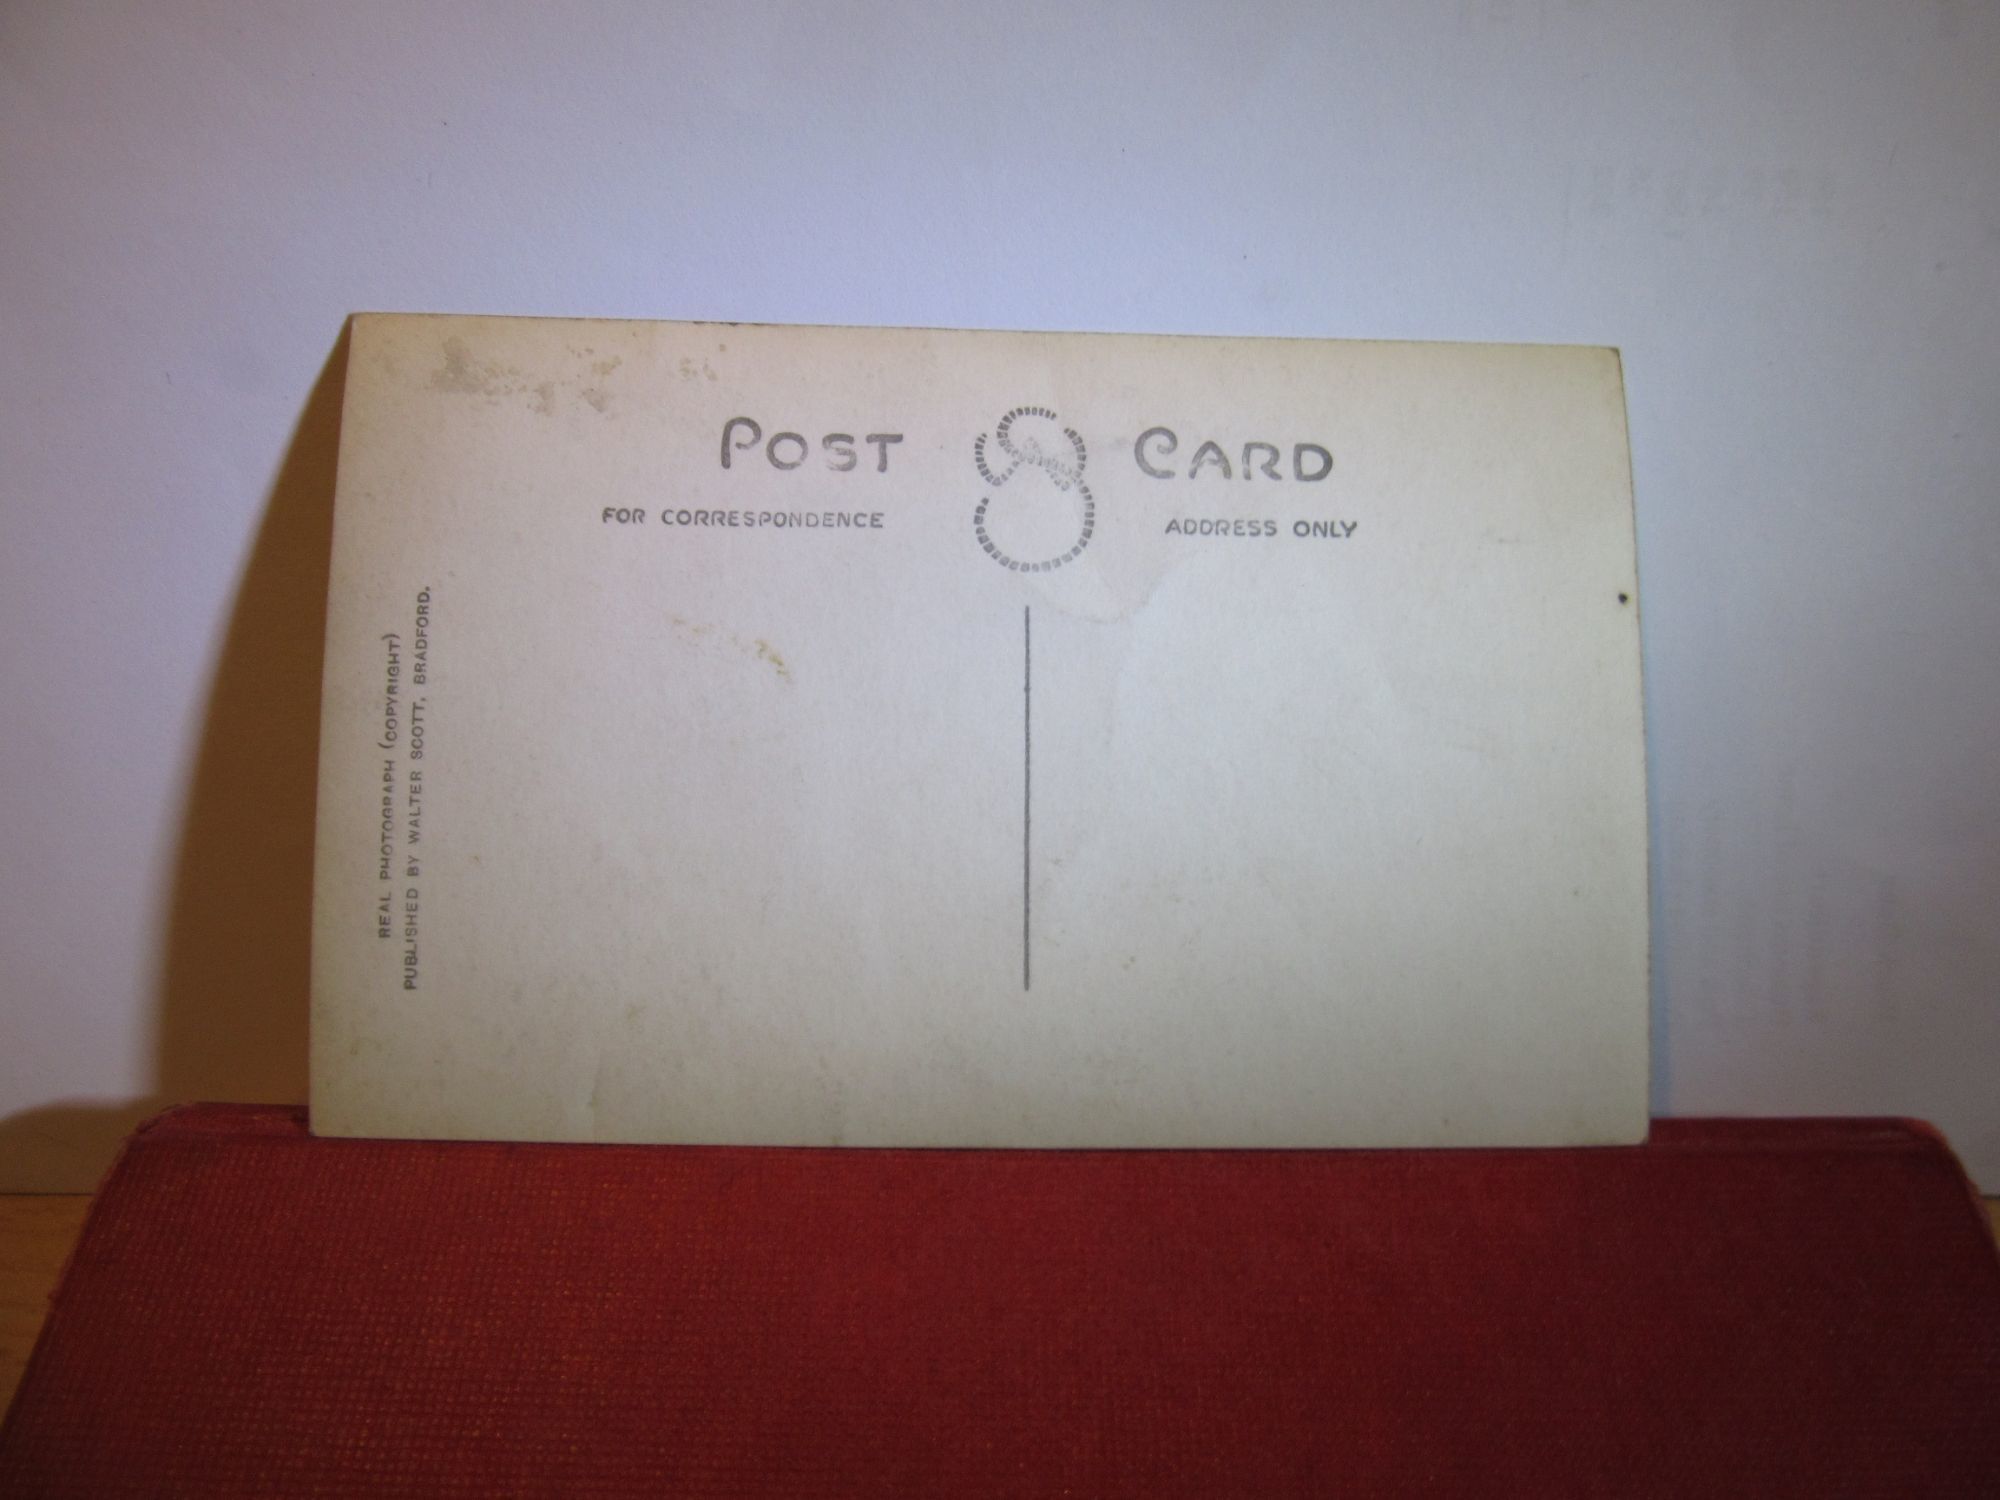 POST CARD
FOR CORRESPONDENCE
ADDRESS ONLY
REAL PHOTOGRAPH (COPYRIGHT)
PUBLISHED BY WALTER SCOTT, BRADFORD.